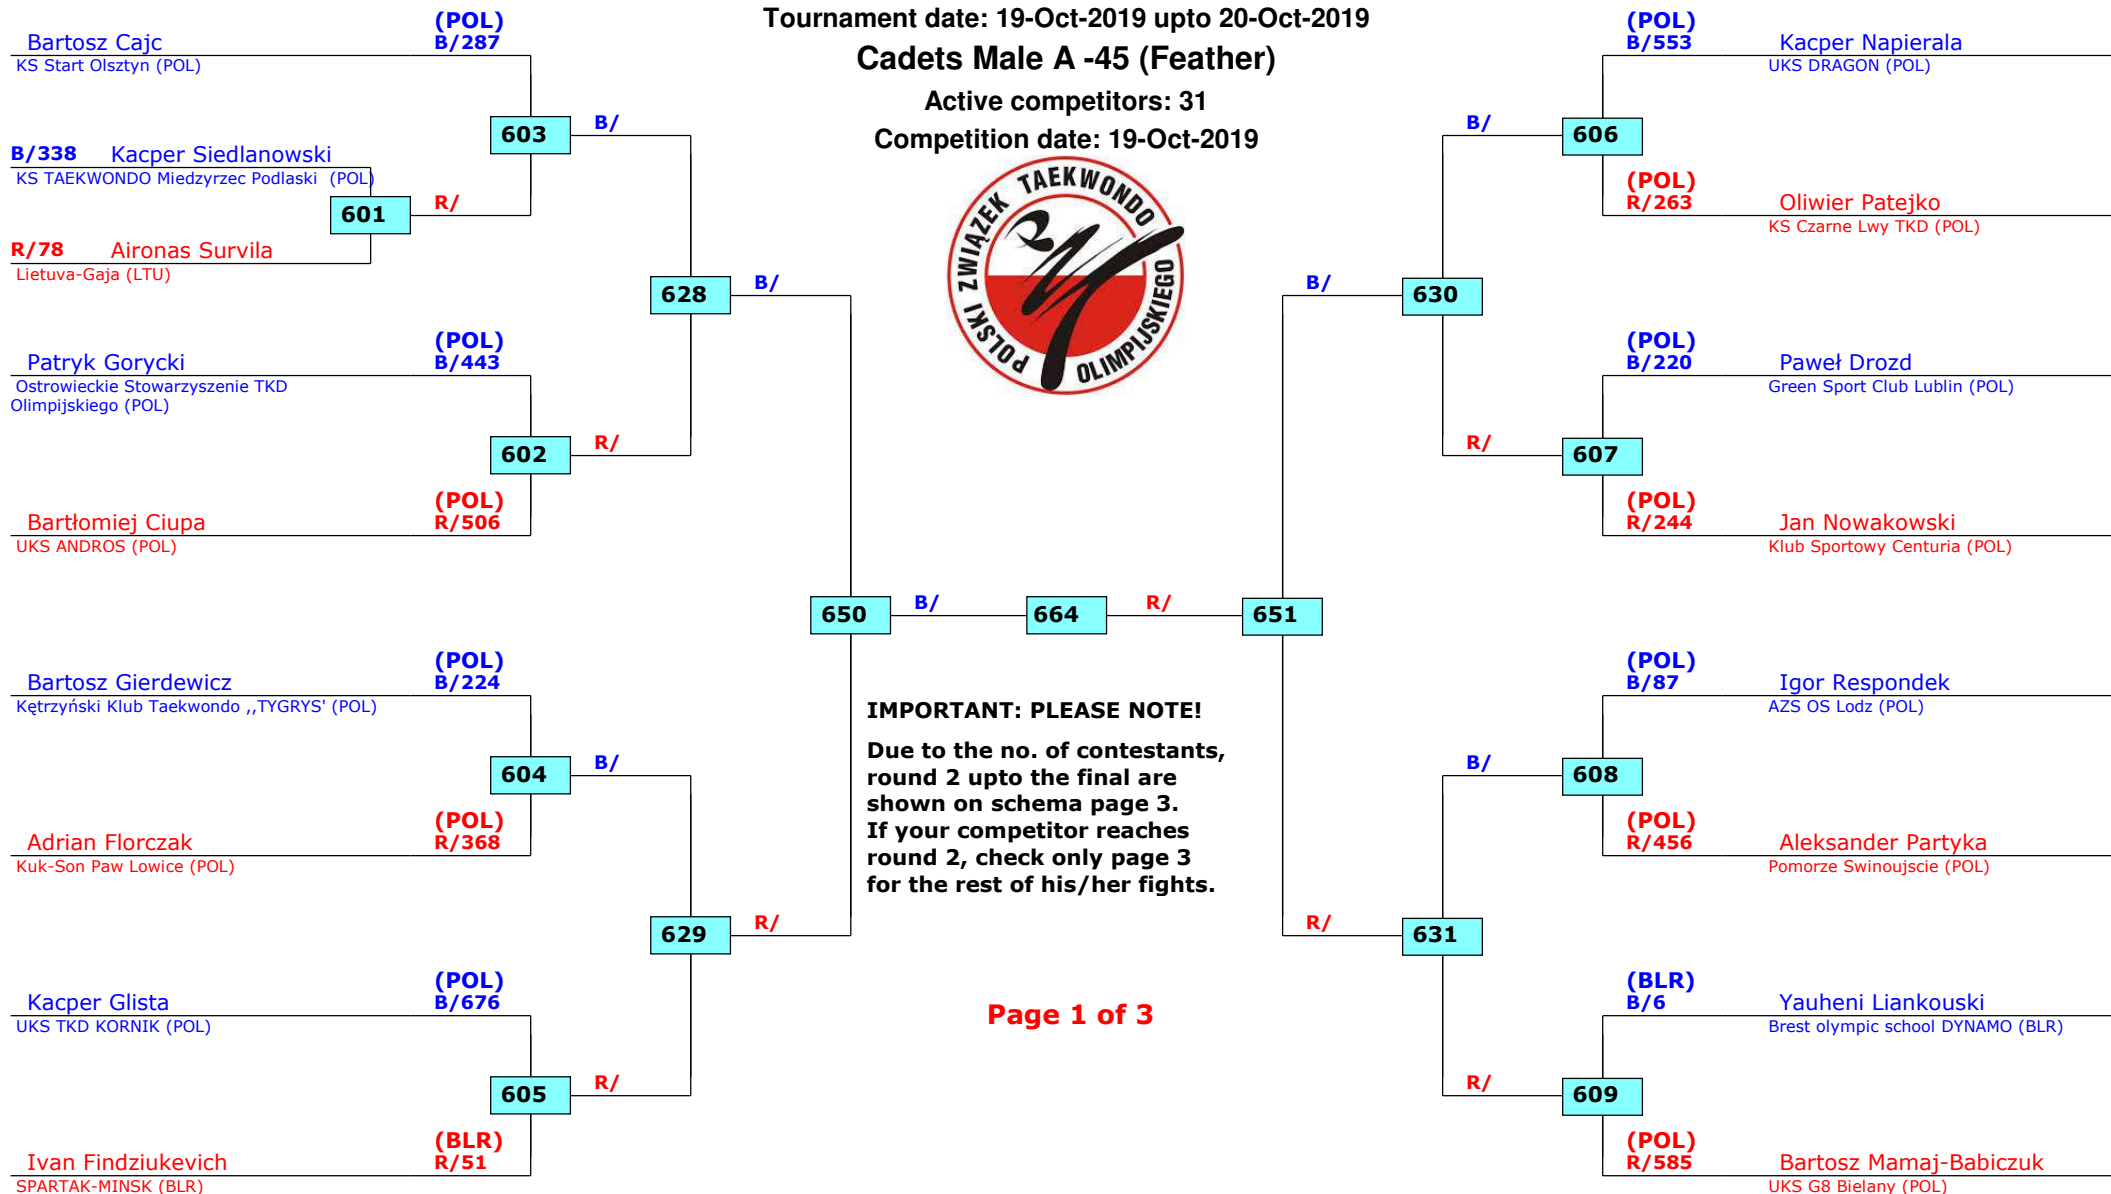 Tournament date: 19-Oct-2019 upto 20-Oct-2019
Cadets Male A -45 (Feather)
Active competitors: 31
Competition date: 19-Oct-2019
POLSKI ZWIĄZEK TAEKWONDO OLIMPIJSKIEGO
(POL)
Bartosz Cajc B/287
KS Start Olsztyn (POL)
603 B/
B/338 Kacper Siedlanowski
KS TAEKWONDO Miedzyrzec Podlaski (POL)
601 R/
R/78 Aironas Survila
Lietuva-Gaja (LTU)
628 B/
(POL)
Patryk Gorycki B/443
Ostrowieckie Stowarzyszenie TKD
Olimpijskiego (POL)
602 R/
(POL)
Bartłomiej Ciupa R/506
UKS ANDROS (POL)
650 B/ 664 R/ 651
(POL)
Bartosz Gierdewicz B/224
Kętrzyński Klub Taekwondo ,,TYGRYS' (POL)
604 B/
(POL)
Adrian Florczak R/368
Kuk-Son Paw Lowice (POL)
629 R/
(POL)
Kacper Glista B/676
UKS TKD KORNIK (POL)
605 R/
(BLR)
Ivan Findziukevich R/51
SPARTAK-MINSK (BLR)
IMPORTANT: PLEASE NOTE!
Due to the no. of contestants,
round 2 upto the final are
shown on schema page 3.
If your competitor reaches
round 2, check only page 3
for the rest of his/her fights.
Page 1 of 3
(POL)
B/553 Kacper Napierala
UKS DRAGON (POL)
B/ 606
(POL)
R/263 Oliwier Patejko
KS Czarne Lwy TKD (POL)
B/ 630
(POL)
B/220 Paweł Drozd
Green Sport Club Lublin (POL)
R/ 607
(POL)
R/244 Jan Nowakowski
Klub Sportowy Centuria (POL)
(POL)
B/87 Igor Respondek
AZS OS Lodz (POL)
B/ 608
(POL)
R/456 Aleksander Partyka
Pomorze Swinoujscie (POL)
R/ 631
(BLR)
B/6 Yauheni Liankouski
Brest olympic school DYNAMO (BLR)
R/ 609
(POL)
R/585 Bartosz Mamaj-Babiczuk
UKS G8 Bielany (POL)